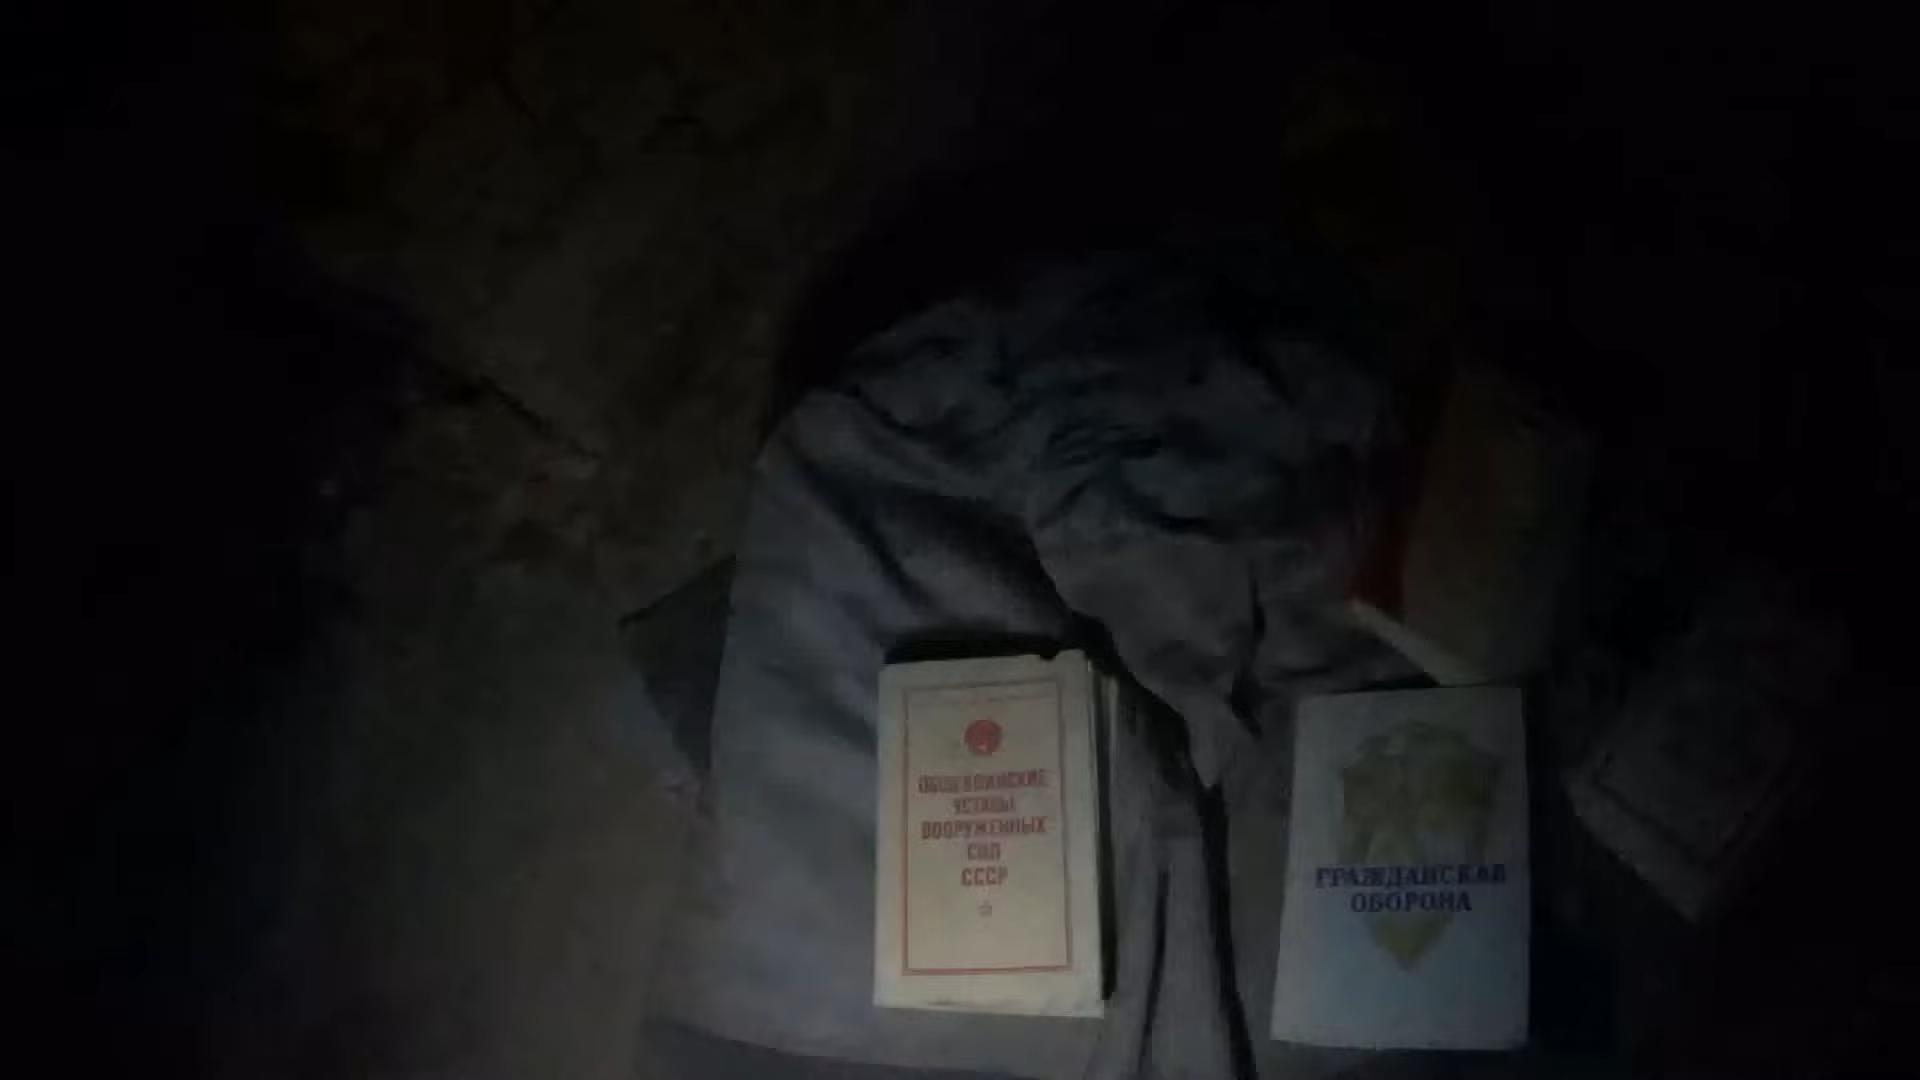 ОБЩЕВОИНСКИЕ
УСТАВЫ
ВООРУЖЕННЫХ
СИЛ
СССР
ГРАЖДАНСКАЯ
ОБОРОНА